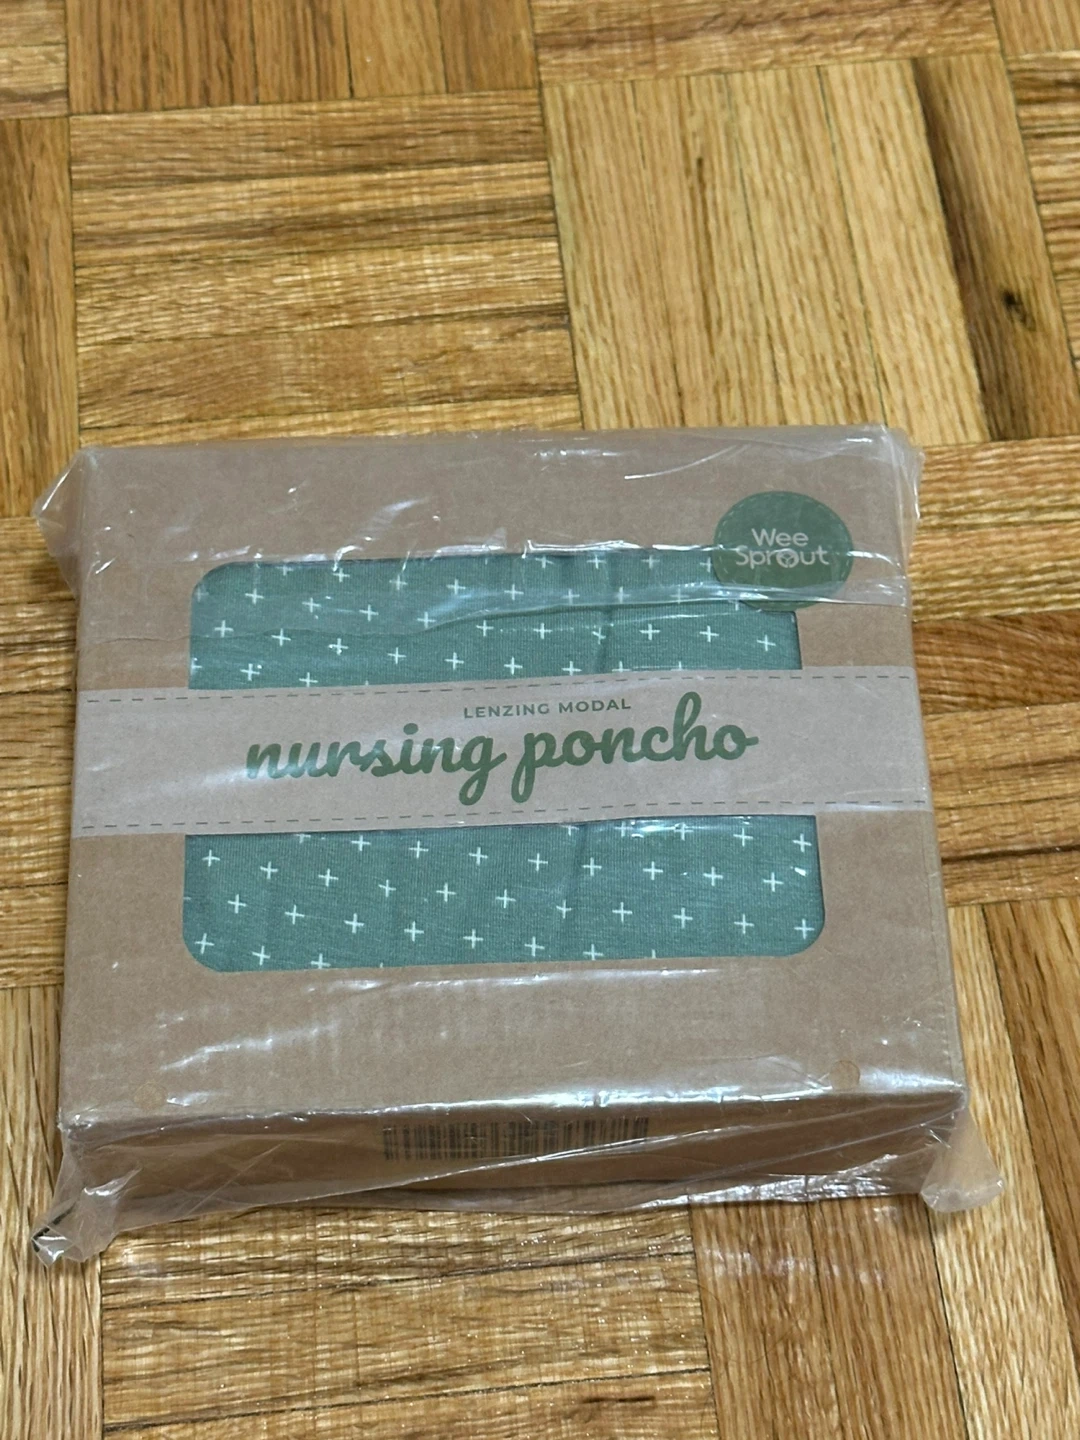 Wee
Sprout
LENZING MODAL
nursing poncho